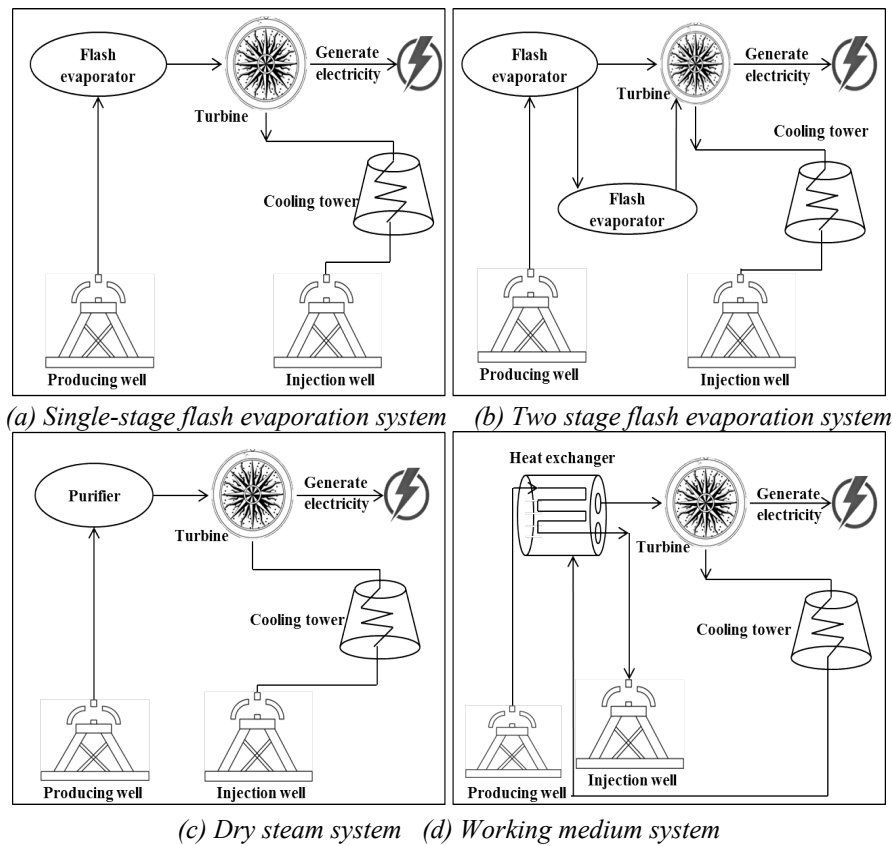 Flash
evaporator
Generate
electricity
Turbine
Cooling tower
Producing well
Injection well
Flash
evaporator
Generate
electricity
Turbine
Cooling tower
Flash
evaporator
Producing well
Injection well
(a) Single-stage flash evaporation system
(b) Two stage flash evaporation system
Purifier
Generate
electricity
Turbine
Cooling tower
Producing well
Injection well
Heat exchanger
Generate
electricity
Turbine
Cooling tower
Injection well
Producing well
(c) Dry steam system
(d) Working medium system